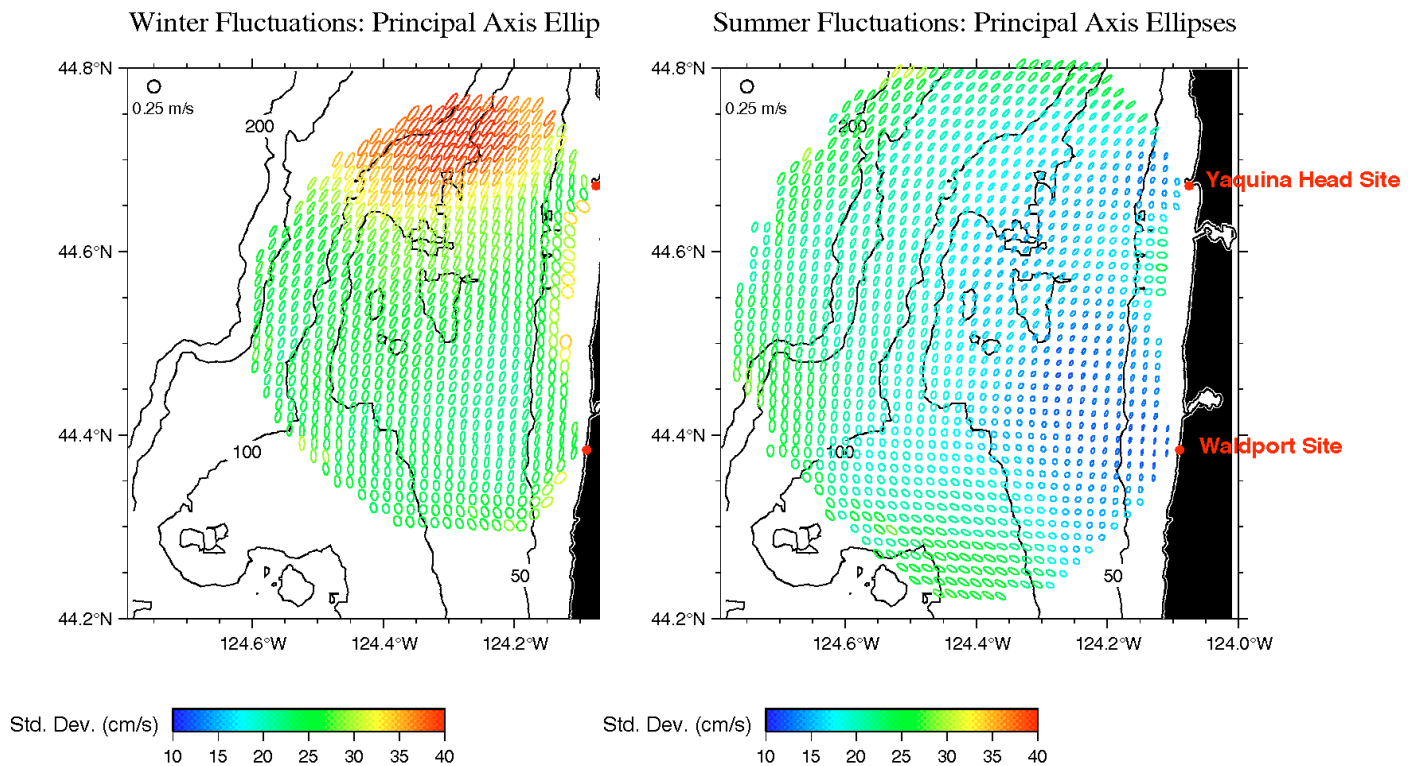 Winter Fluctuations: Principal Axis Ellip
Summer Fluctuations: Principal Axis Ellipses
44.8°N
0.25 m/s
200
44.6°N
44.4°N
100
50
44.2°N
124.6°W
124.4°W
124.2°W
Std. Dev. (cm/s)
10
15
20
25
30
35
40
44.8°N
0.25 m/s
200
Yaquina Head Site
44.6°N
44.4°N
Waldport Site
100
50
44.2°N
124.6°W
124.4°W
124.2°W
124.0°W
Std. Dev. (cm/s)
10
15
20
25
30
35
40